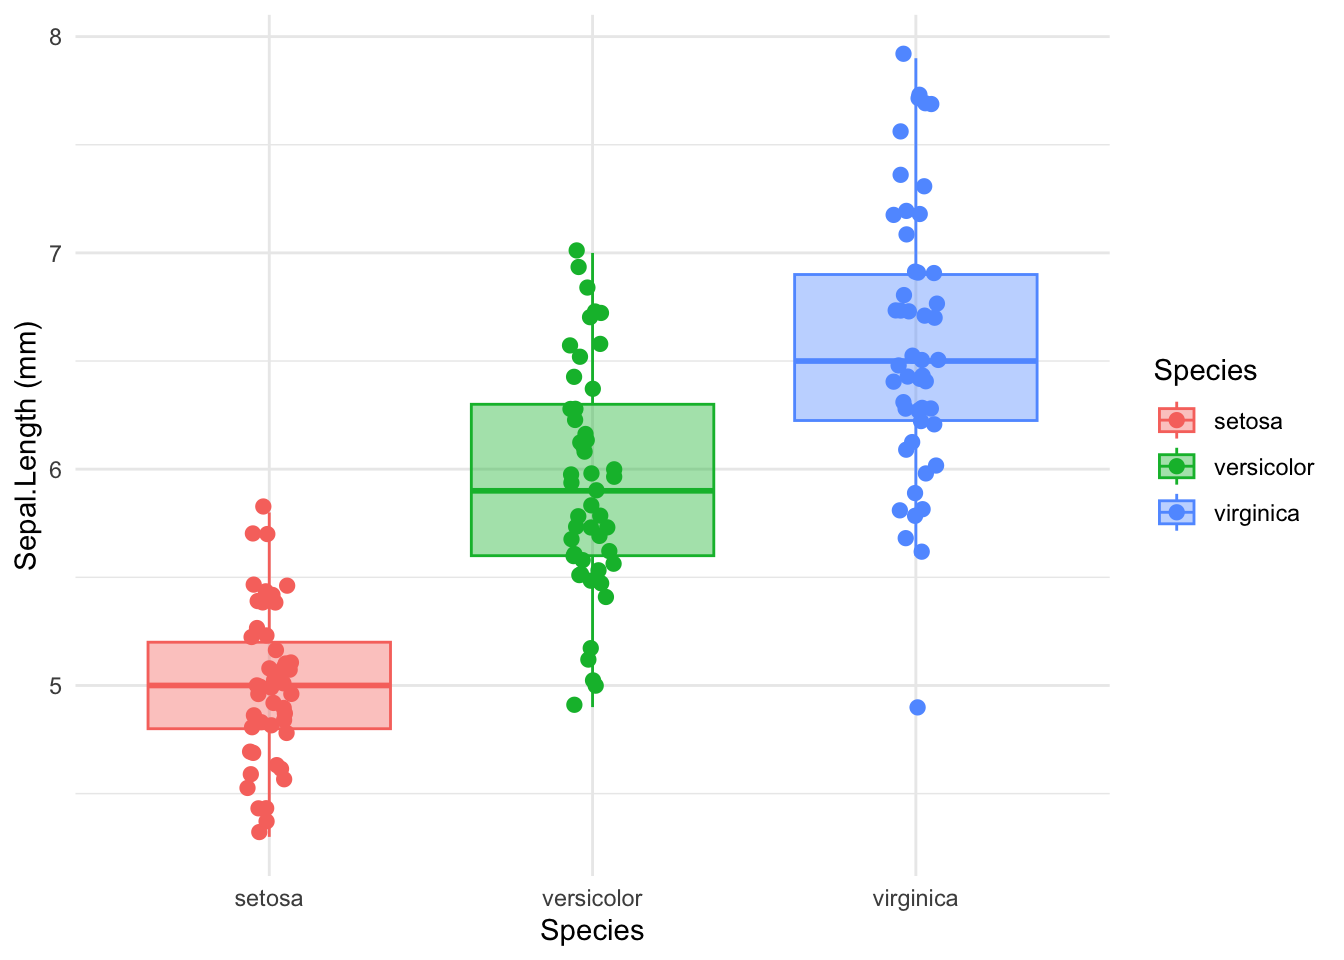 8
7
6
5
Sepal.Length (mm)
setosa
versicolor
virginica
Species
Species
setosa
versicolor
virginica